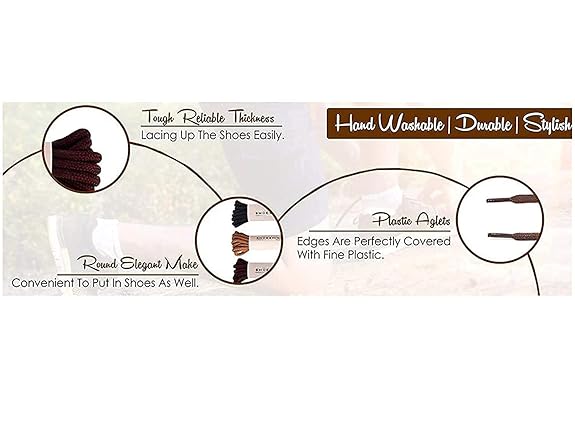 Tough Reliable Thickness
Lacing Up The Shoes Easily.
Hand Washable | Durable | Stylish
Plastic Aglets
Edges Are Perfectly Covered
With Fine Plastic.
Round Elegant Make
Convenient To Put In Shoes As Well.